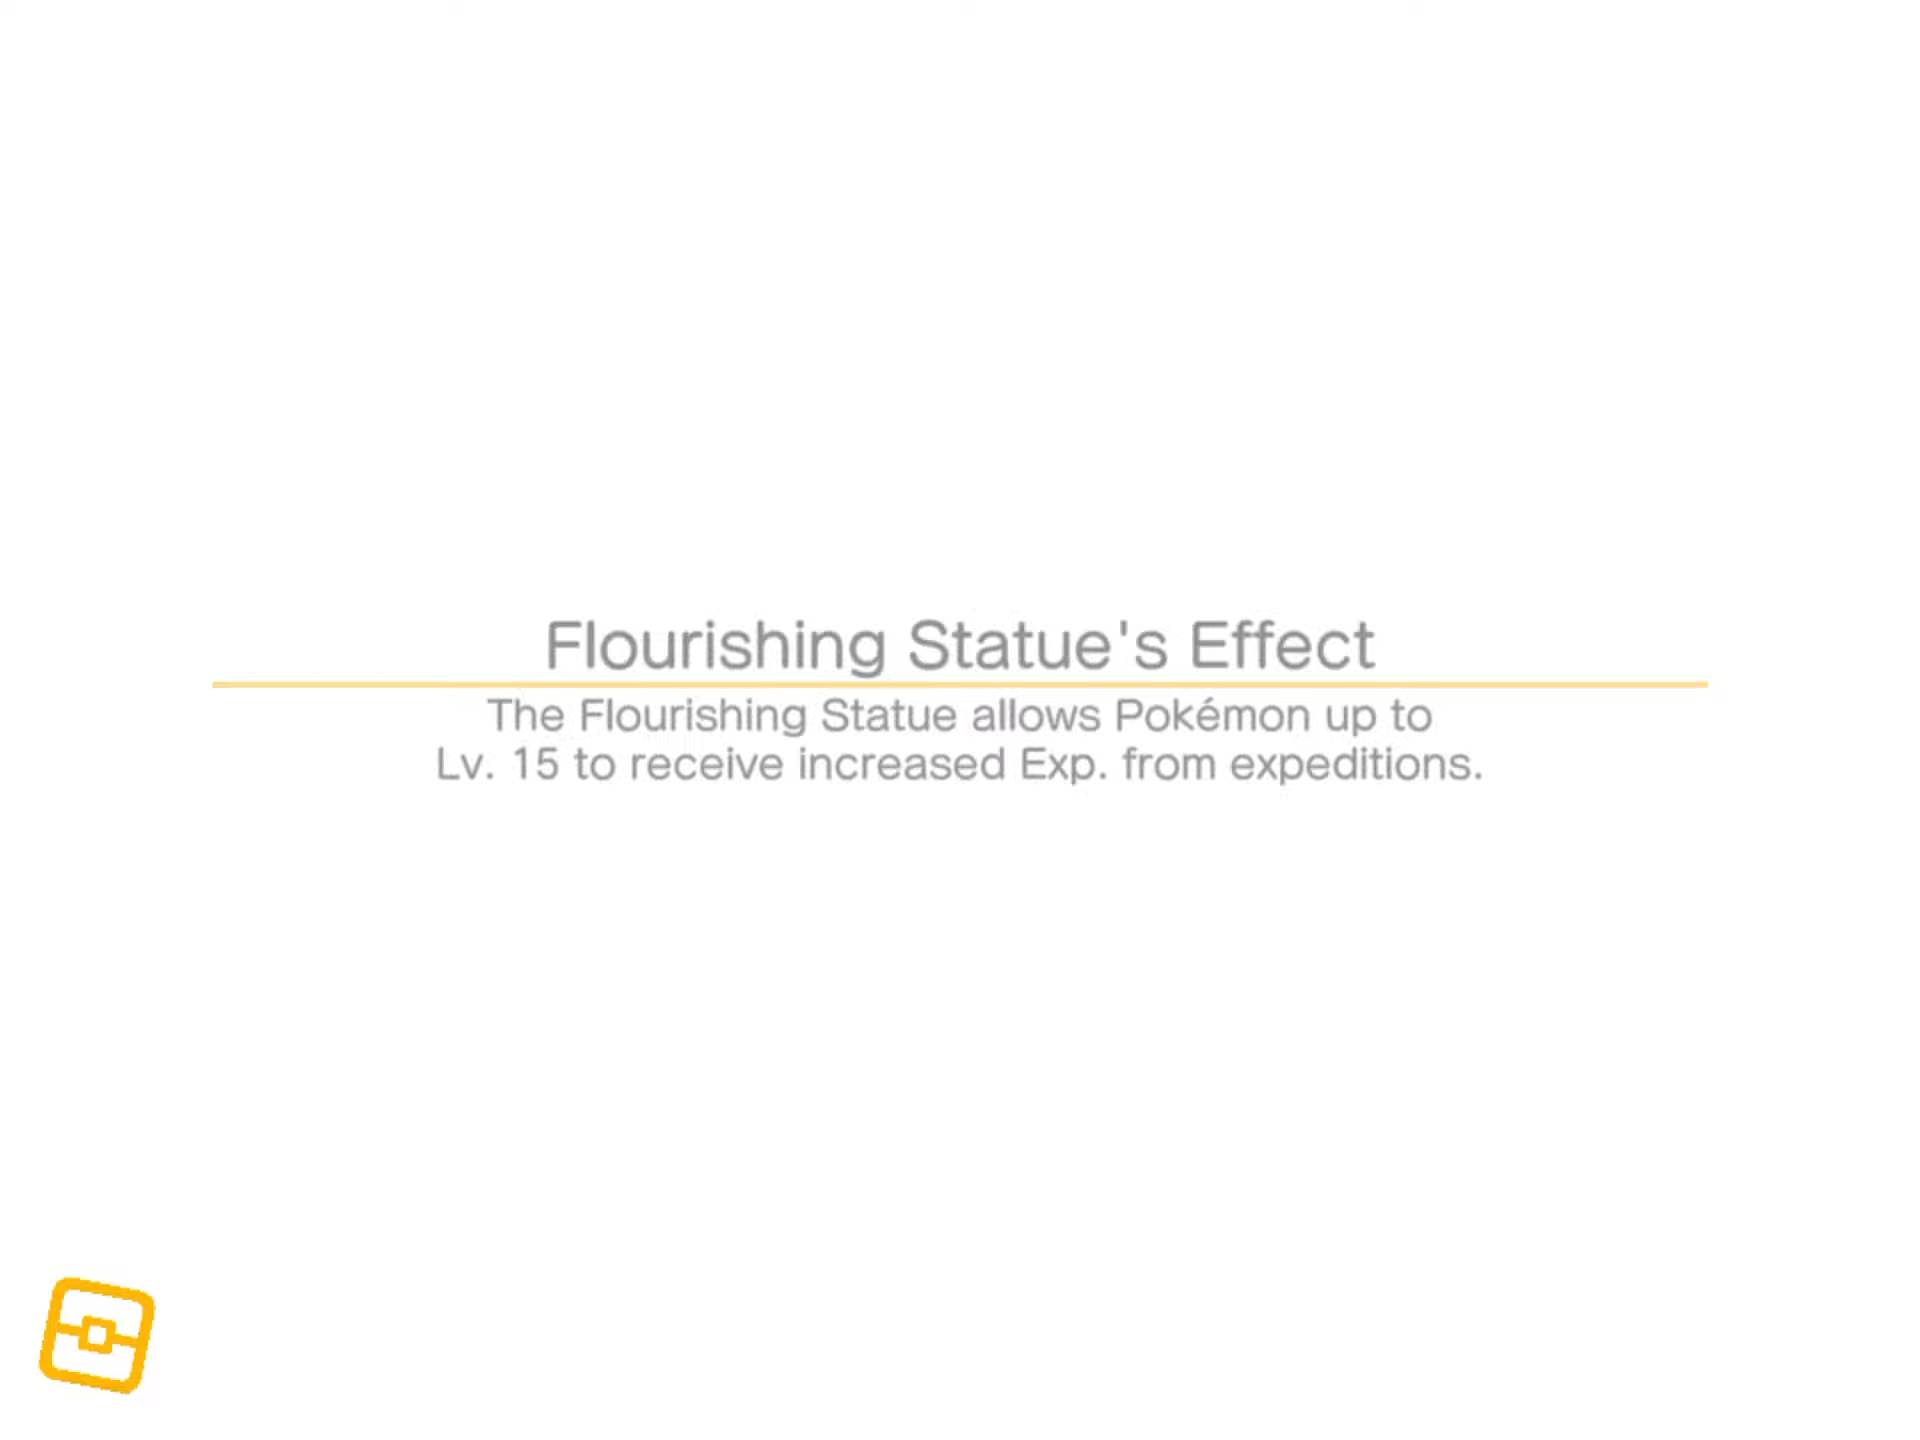 Flourishing Statue's Effect
The Flourishing Statue allows Pokémon up to
Lv. 15 to receive increased Exp. from expeditions.